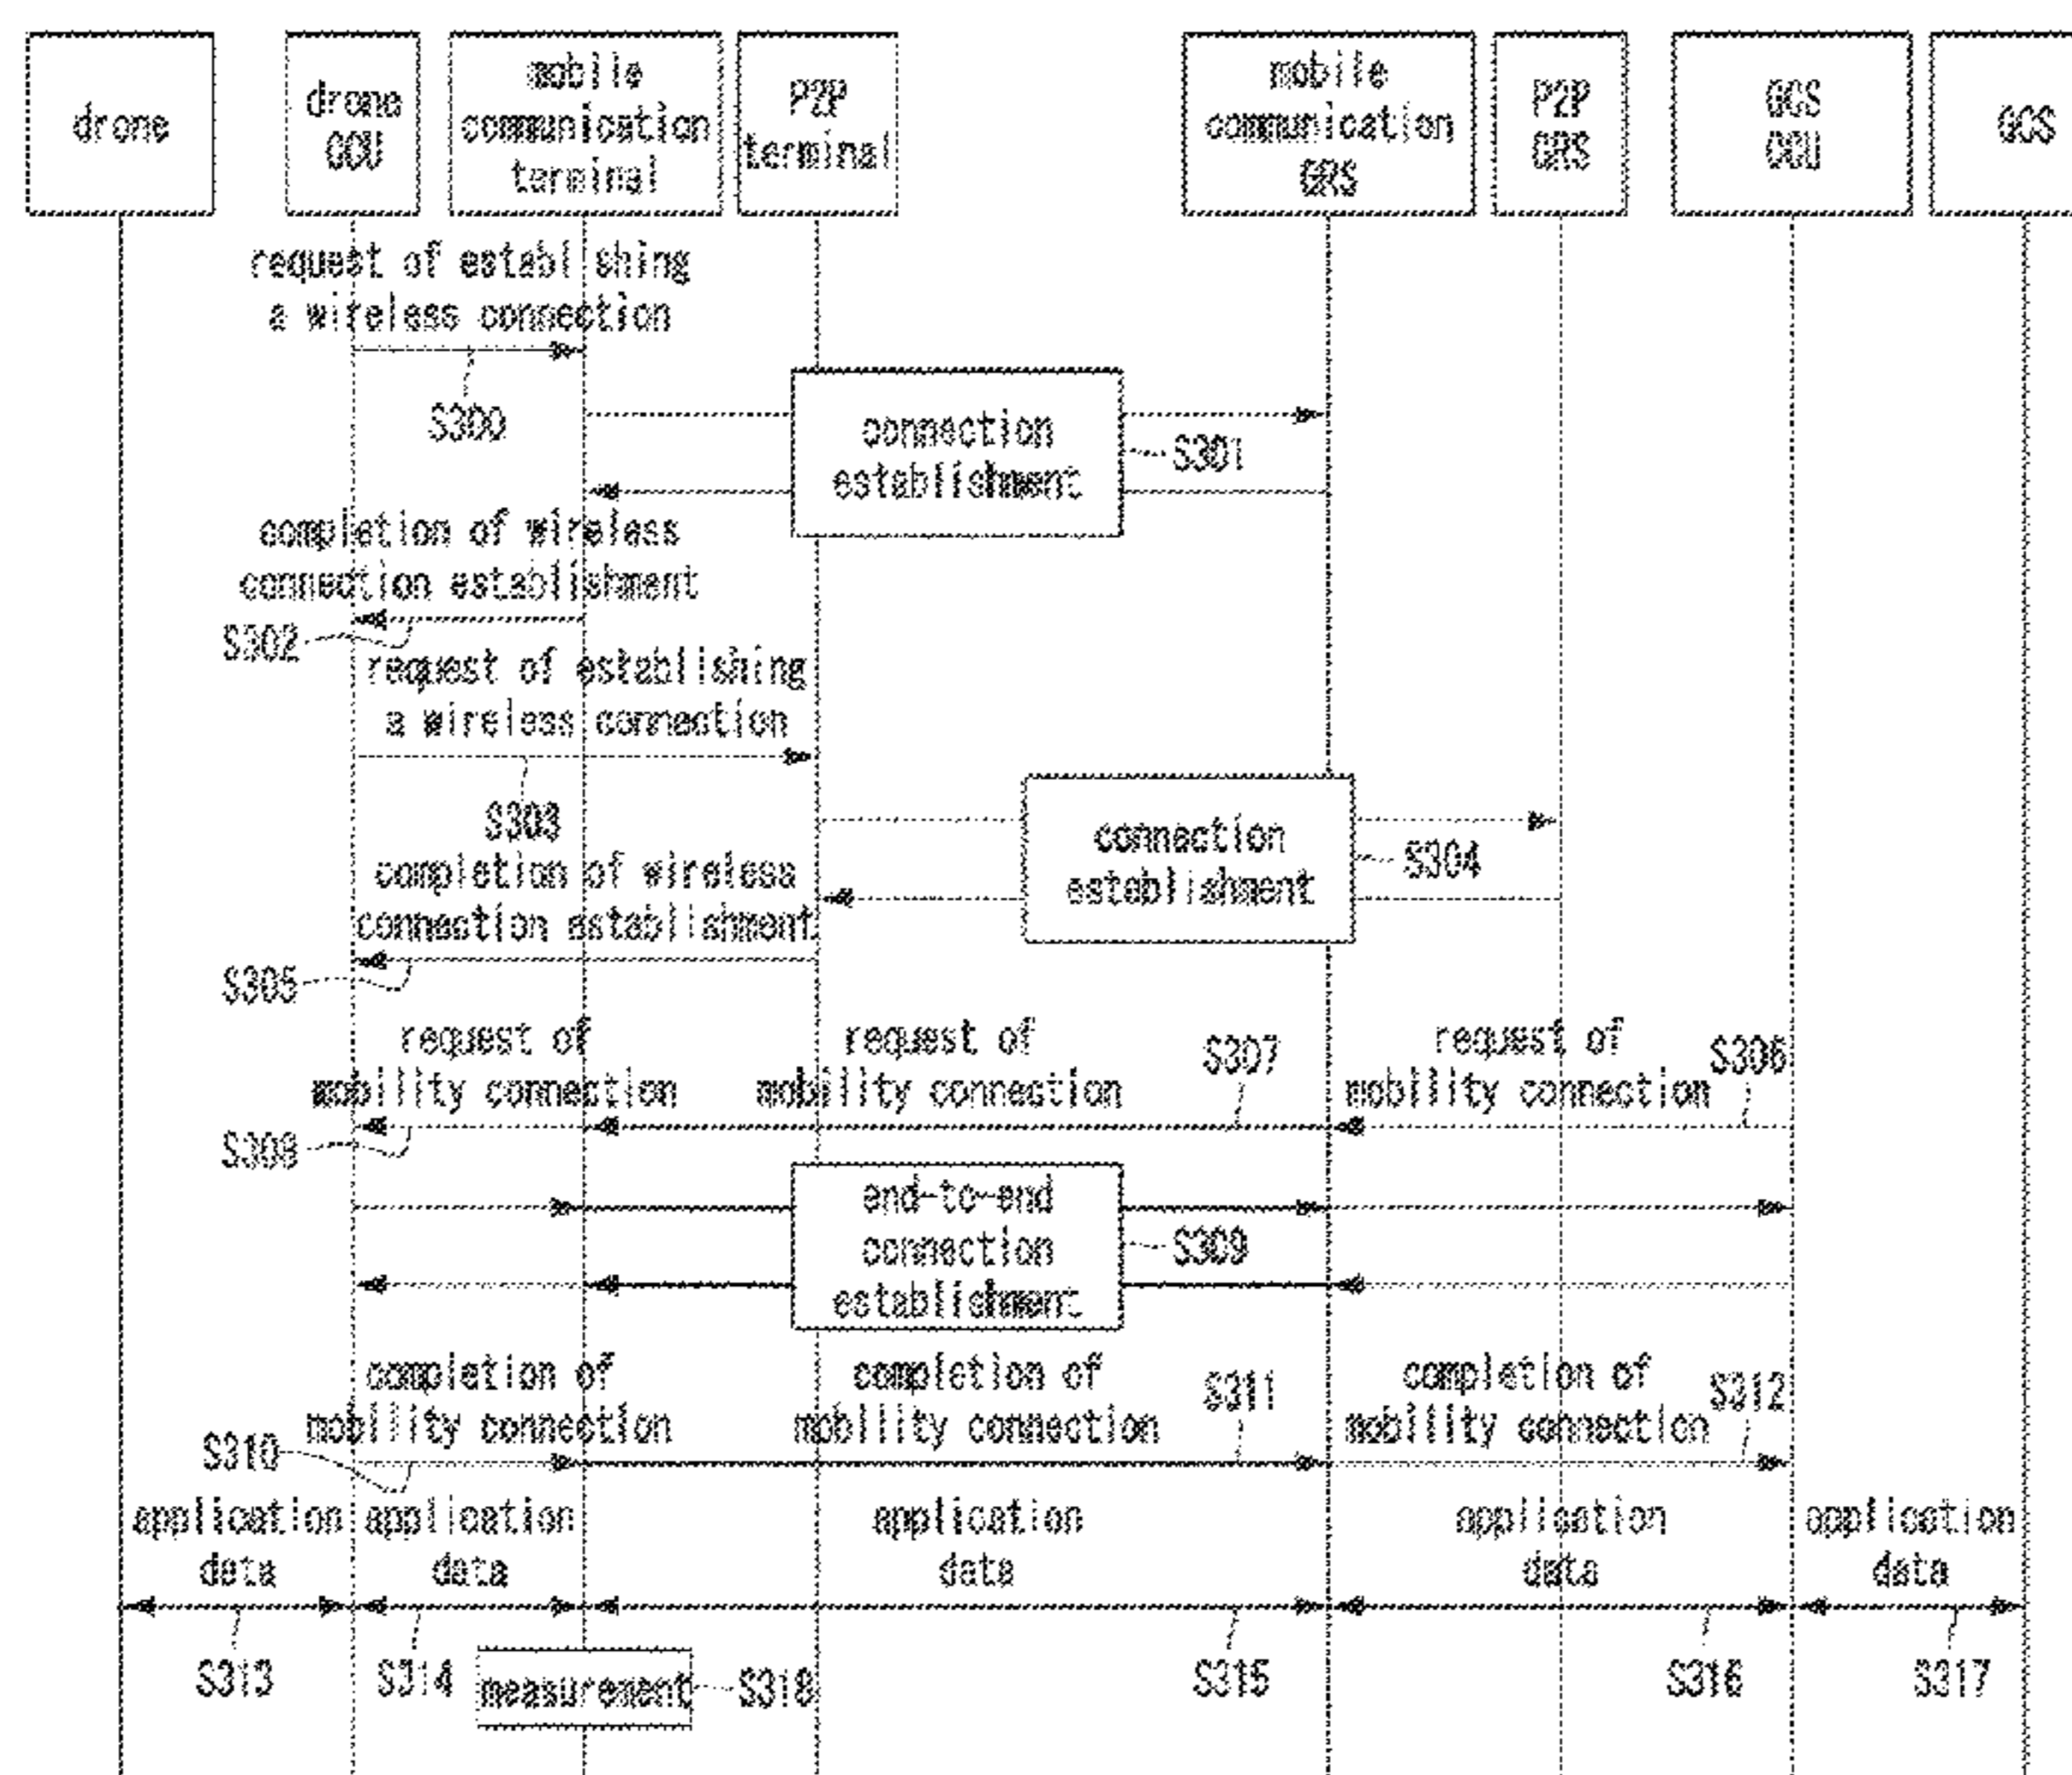 drone
drone
CCU
mobile
communication
terminal
P2P
terminal
mobile
communication
GRS
P2P
GRS
GCS
CCU
GCS
request of establishing
a wireless connection
S300
connection
establishment
S301
completion of wireless
connection establishment
S302
request of establishing
a wireless connection
S303
connection
establishment
S304
completion of wireless
connection establishment
S305
request of
mobility connection
request of
mobility connection
S307
request of
mobility connection
S306
S308
end-to-end
connection
establishment
S309
completion of
mobility connection
completion of
mobility connection
S311
completion of
mobility connection
S312
S310
application
data
application
data
application
data
application
data
application
data
S313
S314
measurement
S318
S315
S316
S317